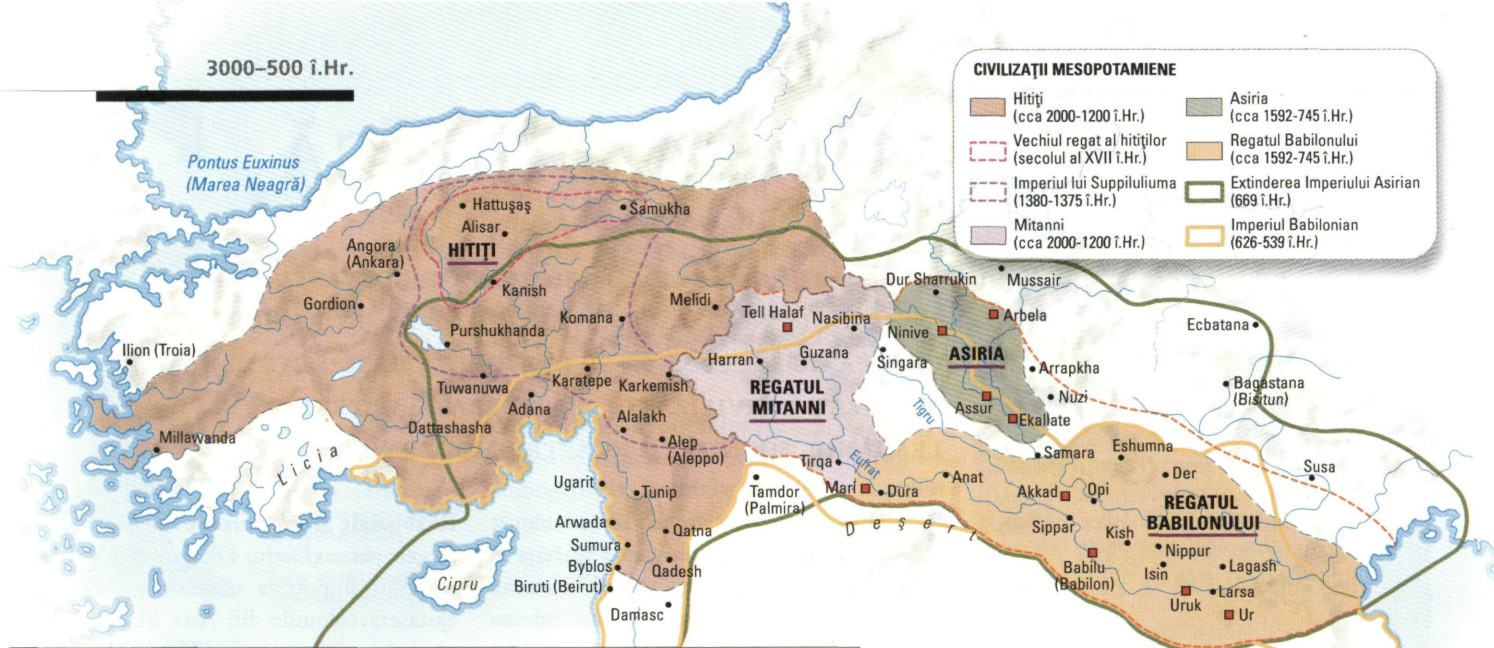 3000–500 î.Hr.
CIVILIZAŢII MESOPOTAMIENE
Hitiţi
(cca 2000-1200 î.Hr.)
Vechiul regat al hitiţilor
(secolul al XVII î.Hr.)
Imperiul lui Suppiluliuma
(1380-1375 î.Hr.)
Mitanni
(cca 2000-1200 î.Hr.)
Asiria
(cca 1592-745 î.Hr.)
Regatul Babilonului
(cca 1592-745 î.Hr.)
Extinderea Imperiului Asirian
(669 î.Hr.)
Imperiul Babilonian
(626-539 î.Hr.)
Pontus Euxinus
(Marea Neagră)
Hattuşaş
Samukha
Alisar
HITIŢI
Angora
(Ankara)
Kanish
Gordion
Melidi
Komana
Purshukhanda
Ilion (Troia)
Tuwanuwa
Karatepe
Karkemish
Adana
Dattashasha
Millawanda
Licia
Alalakh
Alep
(Aleppo)
Ugarit
Tunip
Arwada
Qatna
Sumura
Byblos
Qadesh
Biruti (Beirut)
Damasc
Cipru
Tell Halaf
Nasibina
Harran
Guzana
REGATUL
MITANNI
Tirqa
Eufrat
Mari
Dura
Tamdor
(Palmira)
Deşert
Dur Sharrukin
Mussair
Arbela
Ninive
Singara
ASIRIA
Arrapkha
Nuzi
Assur
Ekallate
Tigru
Samara
Ecbatana
Bagastana
(Bisitun)
Susa
Eshumna
Der
Anat
Akkad
Opi
REGATUL
BABILONULUI
Sippar
Kish
Nippur
Babilu
(Babilon)
Isin
Lagash
Uruk
Larsa
Ur